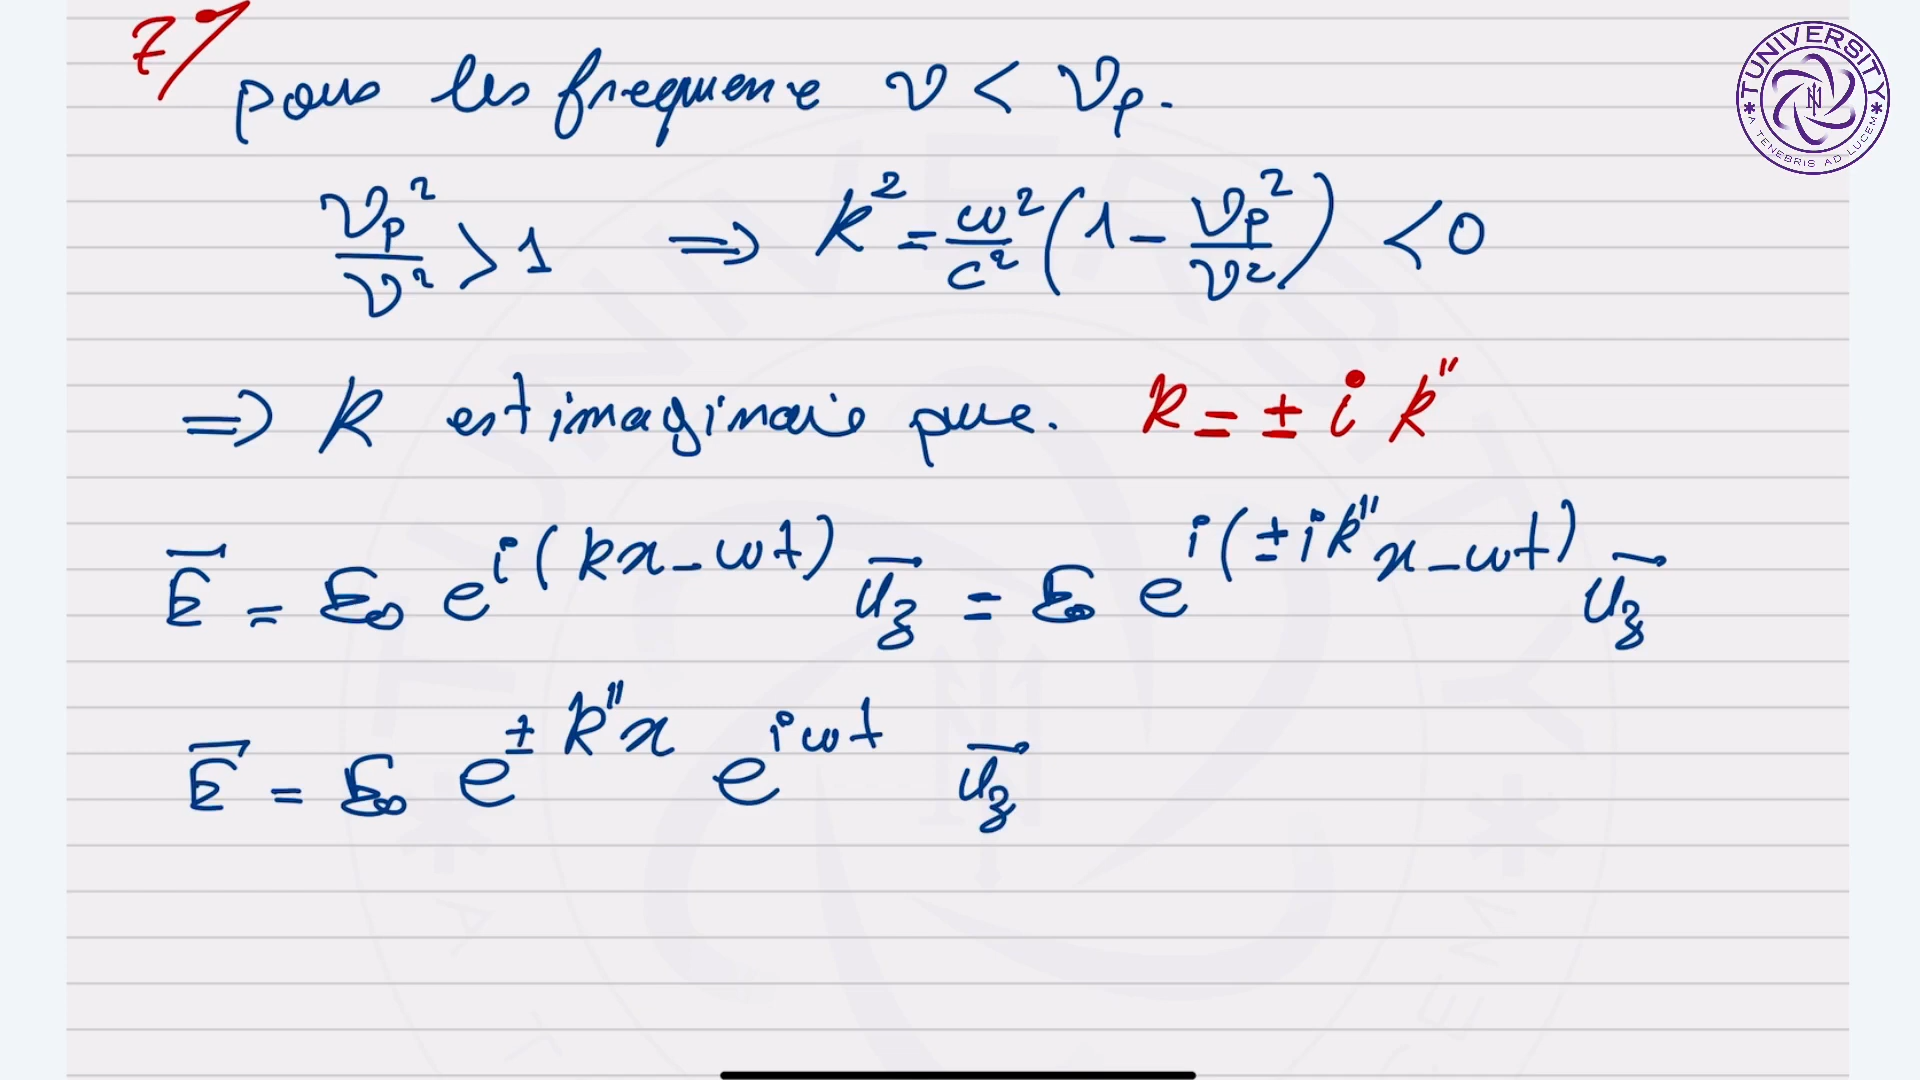 7°/
pour les frequence ν < νp.
νp²/ν² > 1 ⇒ k² = ω²/c² (1 - νp²/ν²) < 0
⇒ k est imaginaire pure. k = ± i k"
E⃗ = E₀ e^{i(kx - ωt)} u⃗z = E₀ e^{i(± i k" x - ωt)} u⃗z
E⃗ = E₀ e^{± k" x} e^{iωt} u⃗z
TUNIVERSITY
A TENEBRIS AD LUCEM